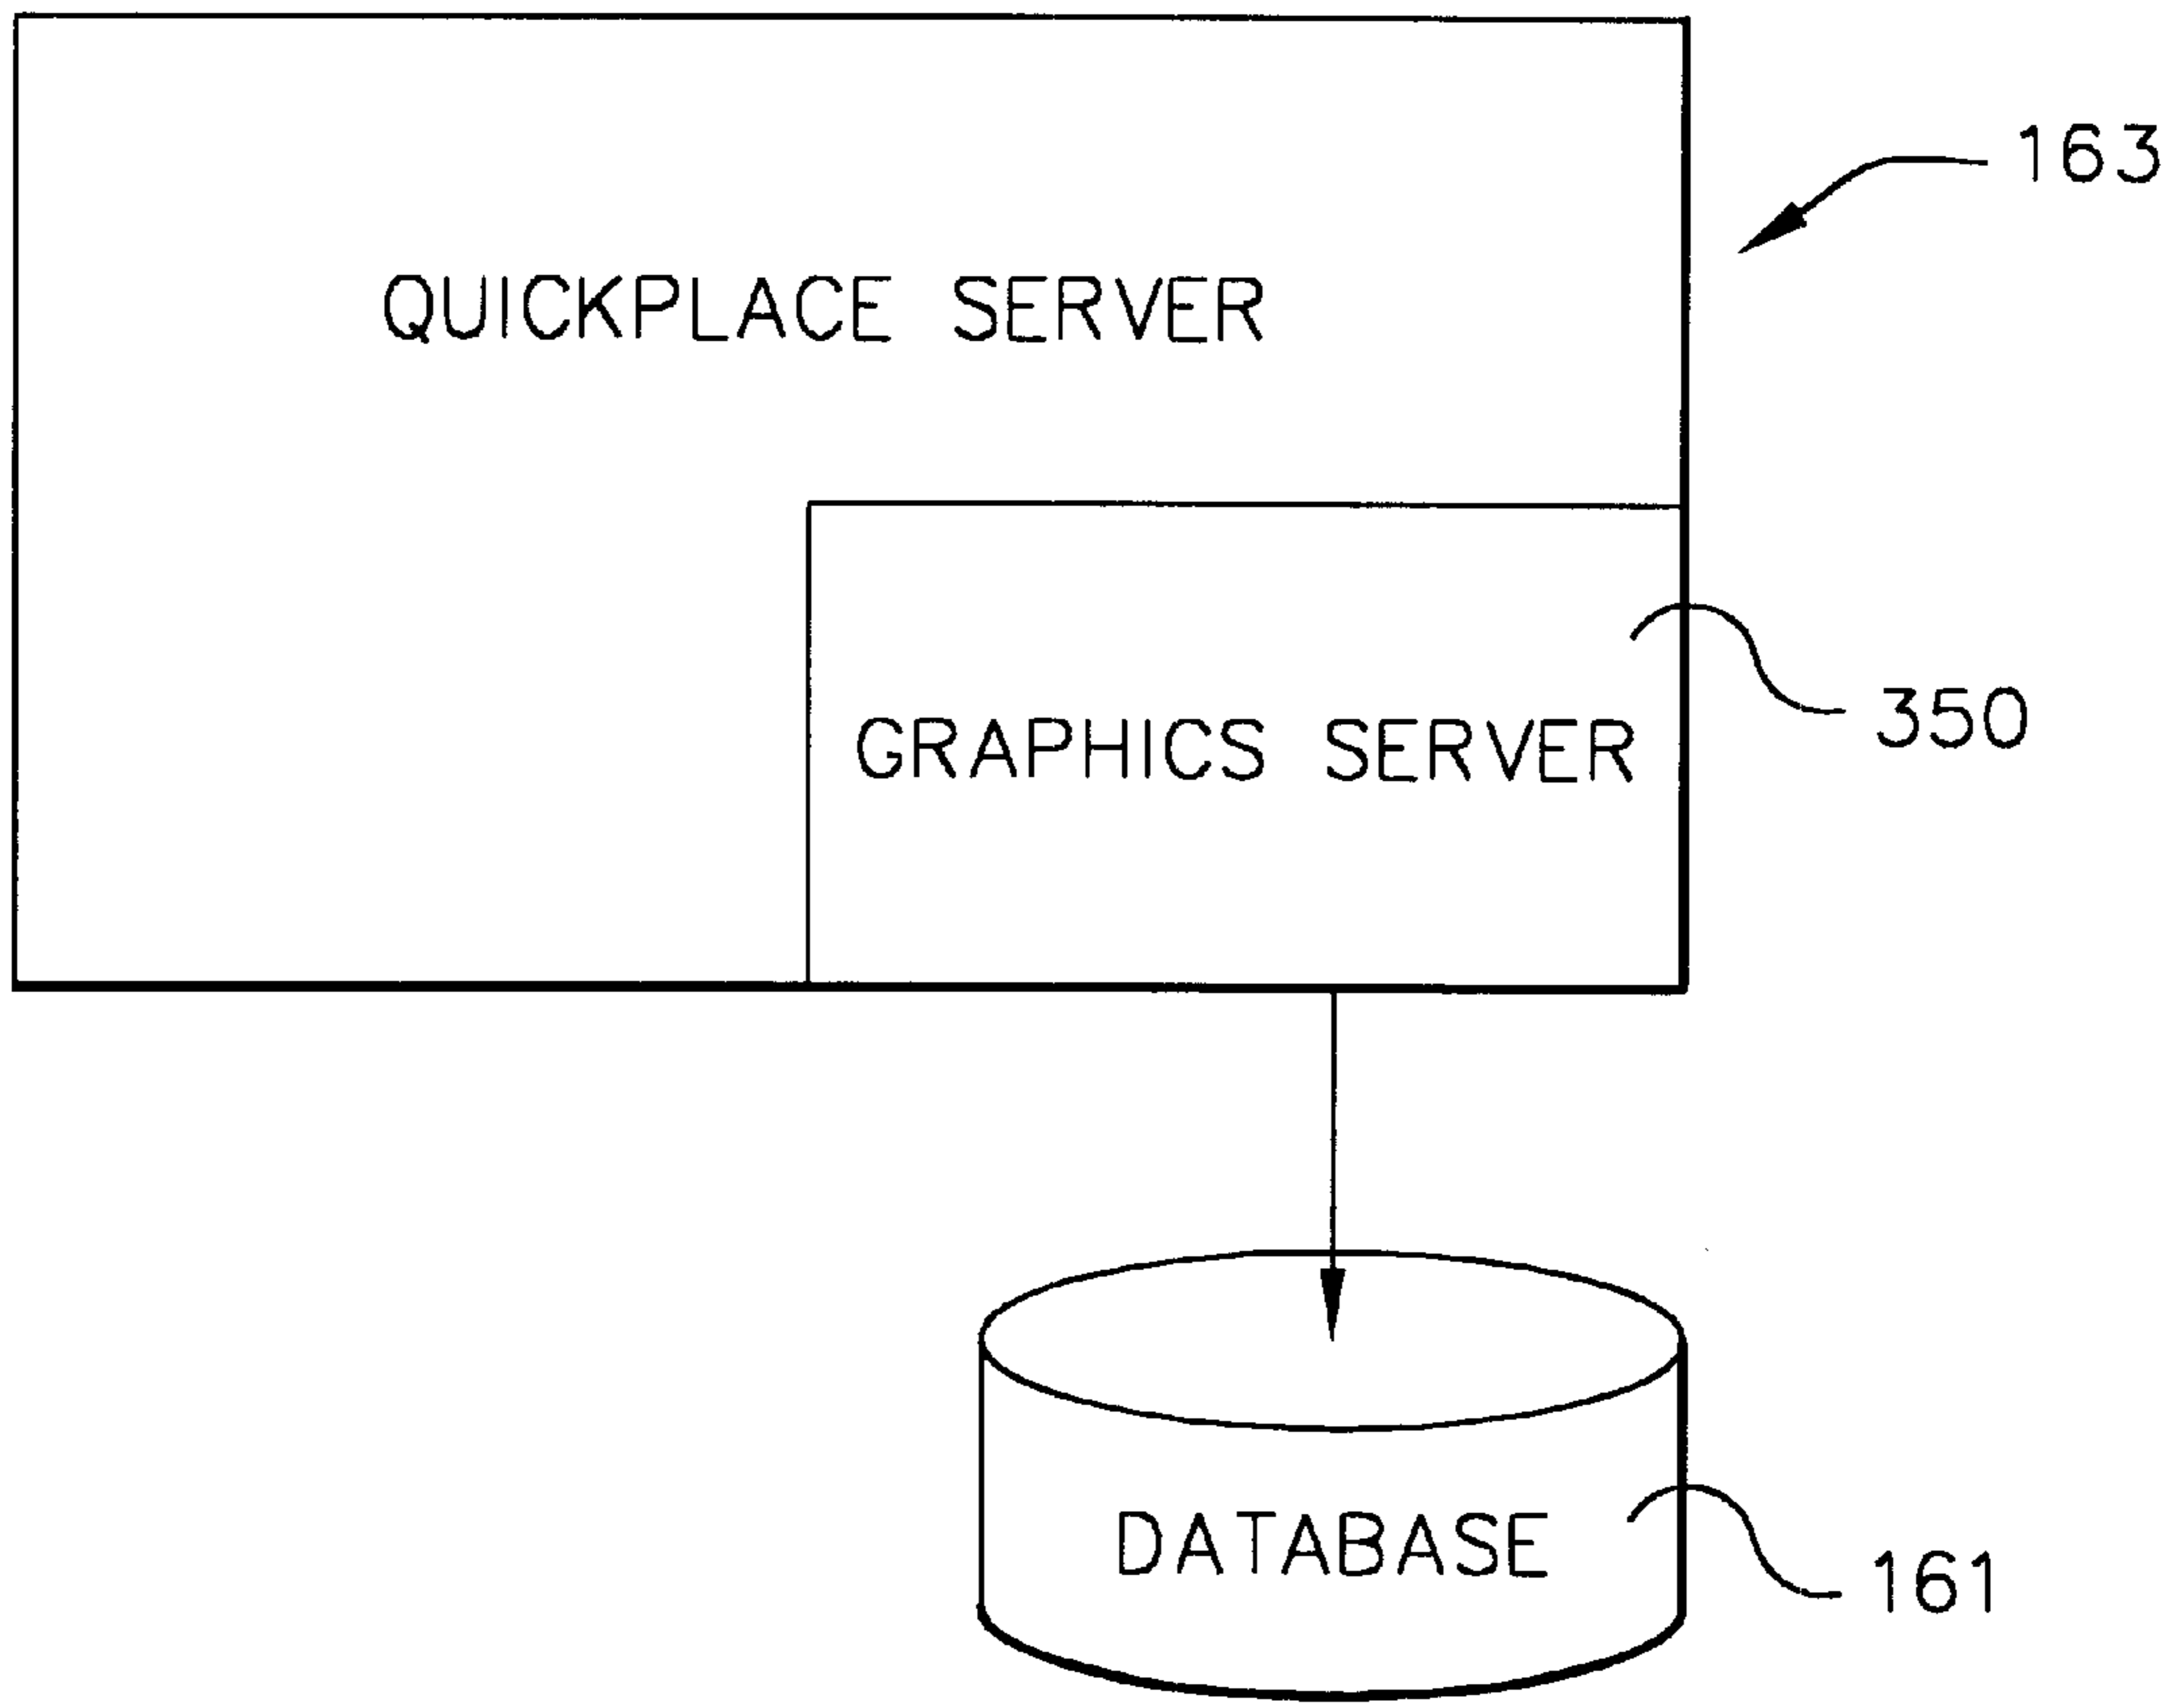 163
QUICKPLACE SERVER
350
GRAPHICS SERVER
DATABASE
161